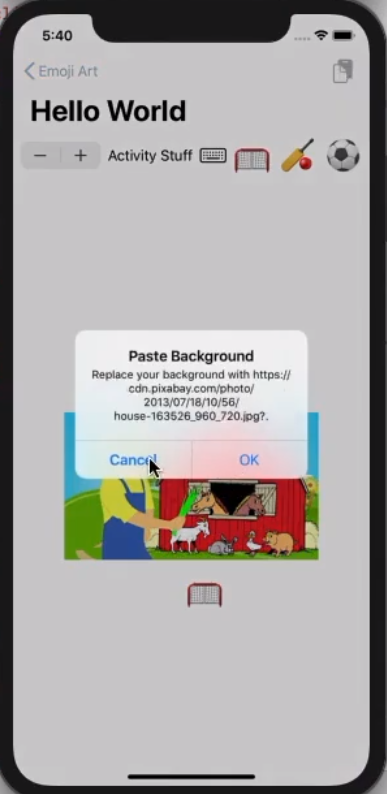 5:40
Emoji Art
Hello World
− + Activity Stuff
Paste Background
Replace your background with https://
cdn.pixabay.com/photo/
2013/07/18/10/56/
house-163526_960_720.jpg?.
Cancel OK